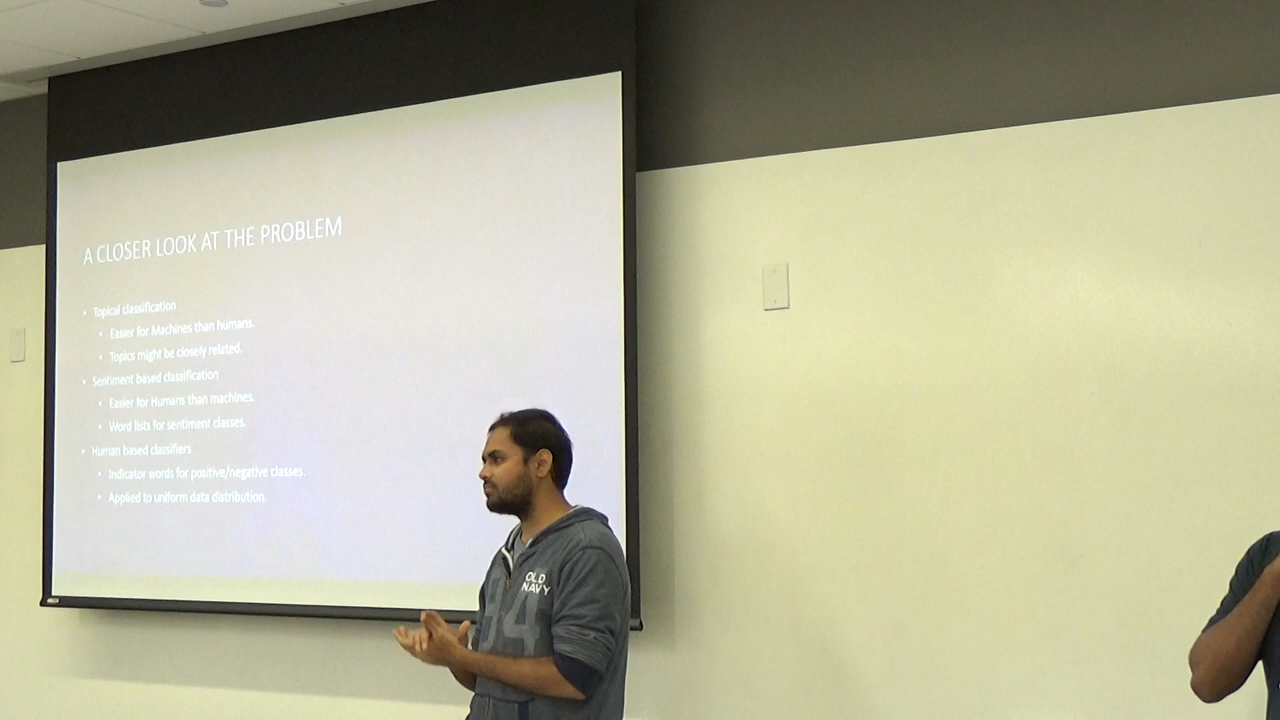 A CLOSER LOOK AT THE PROBLEM
• Topical classification
• Easier for Machines than humans.
• Topics might be closely related.
• Sentiment based classification
• Easier for Humans than machines.
• Word lists for sentiment classes.
• Human based classifiers
• Indicator words for positive/negative classes.
• Applied to uniform data distribution.
OLD
NAVY
94